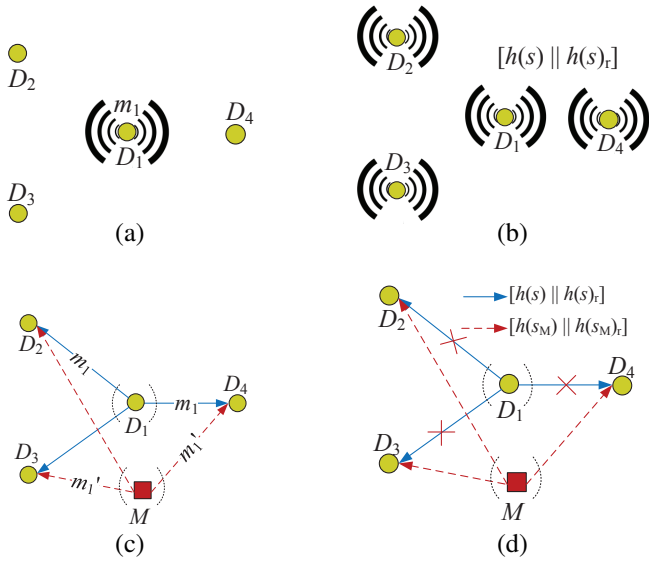 D2
m1
D1
D4
D3
(a)
D2
[h(s) || h(s)r]
D1
D4
D3
(b)
D2
m1
D4
m1
D1
D3
m1'
m1'
M
(c)
[h(s) || h(s)r]
[h(sM) || h(sM)r]
D2
D4
D1
D3
M
(d)